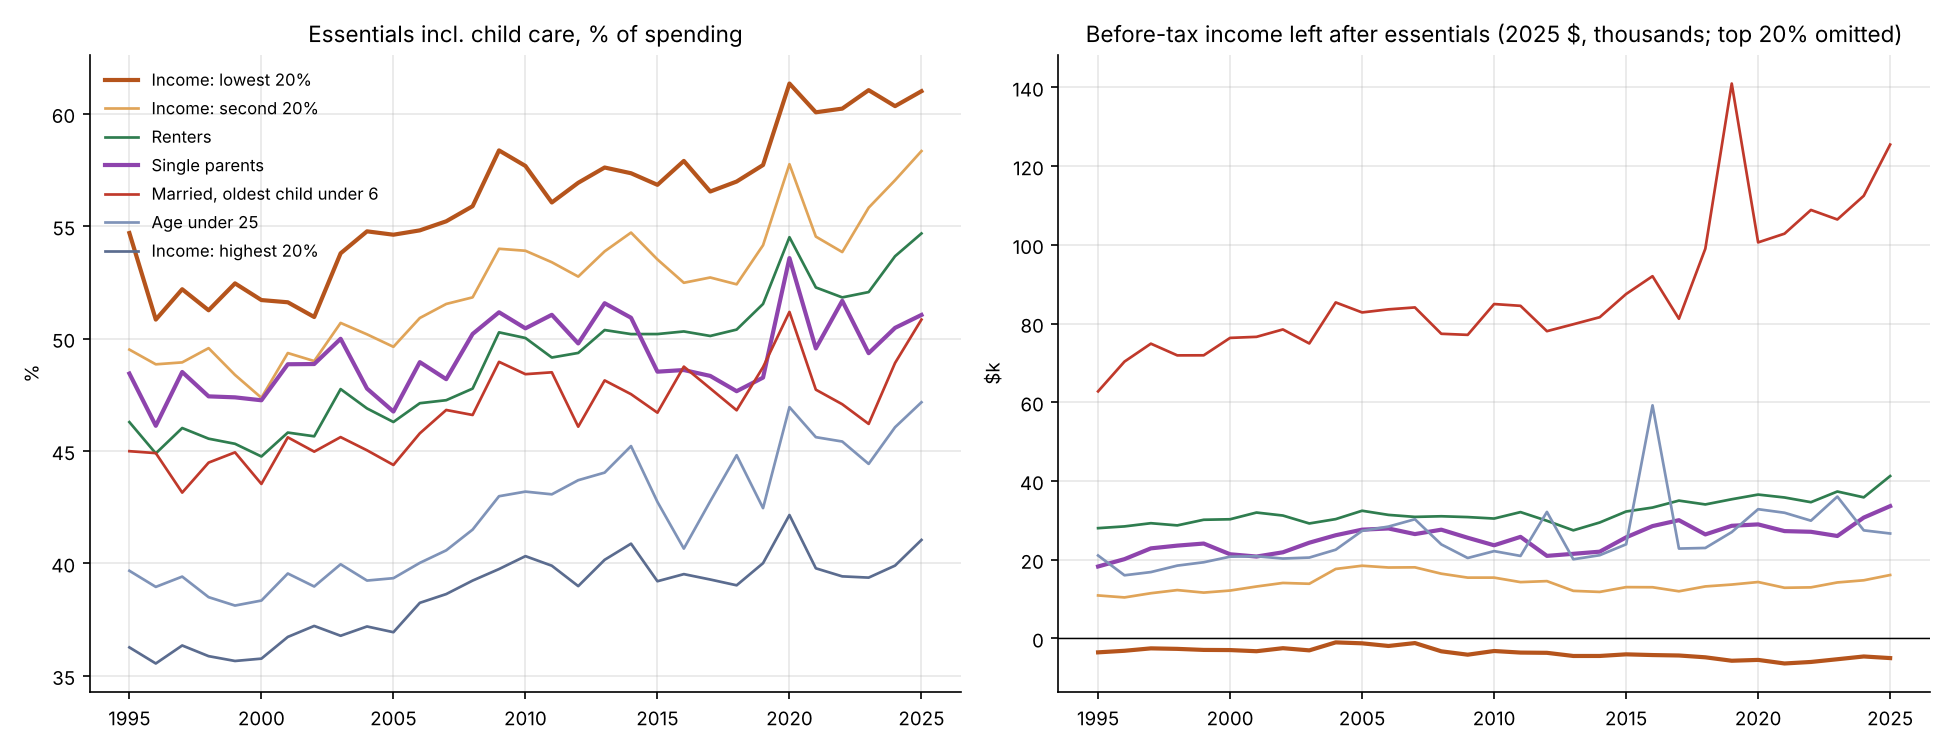 Essentials incl. child care, % of spending
Income: lowest 20%
Income: second 20%
Renters
Single parents
Married, oldest child under 6
Age under 25
Income: highest 20%
60
55
50
45
40
35
%
1995 2000 2005 2010 2015 2020 2025
Before-tax income left after essentials (2025 $, thousands; top 20% omitted)
140
120
100
80
60
40
20
0
$k
1995 2000 2005 2010 2015 2020 2025